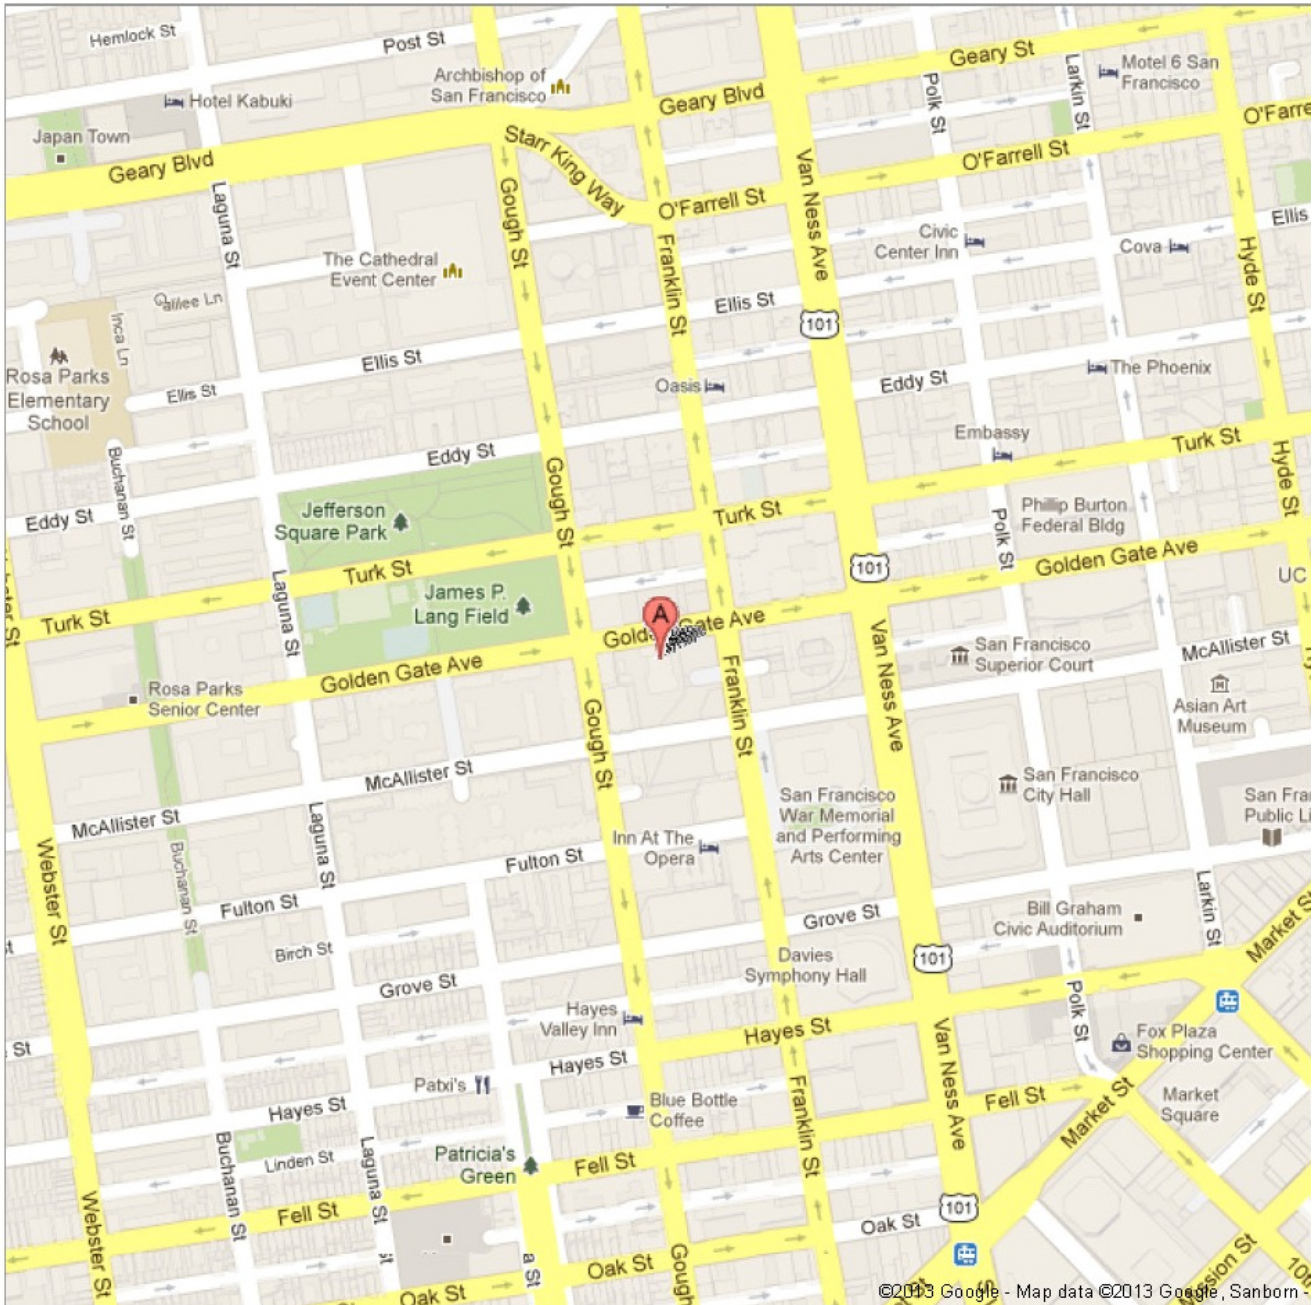 Hemlock St
Post St
Geary St
Archbishop of
San Francisco
Motel 6 San
Francisco
Hotel Kabuki
Geary Blvd
Polk St
Larkin St
O'Farre
Japan Town
Starr King Way
O'Farrell St
Geary Blvd
Van Ness Ave
Laguna St
Gough St
O'Farrell St
Ellis
Civic
Center Inn
Cova
The Cathedral
Event Center
Franklin St
Hyde St
Galilee Ln
Inca Ln
Ellis St
101
Rosa Parks
Elementary
School
Ellis St
Ellis St
Oasis
Eddy St
The Phoenix
Embassy
Turk St
Hyde St
Buchanan St
Eddy St
Gough St
Eddy St
Jefferson
Square Park
Turk St
Phillip Burton
Federal Bldg
Polk St
101
Golden Gate Ave
Turk St
James P.
Lang Field
UC
Laguna St
Turk St
A
Gate Ave
Van Ness Ave
San Francisco
Superior Court
McAllister St
Golden Gate Ave
Franklin St
Rosa Parks
Senior Center
Asian Art
Museum
Gough St
McAllister St
San Francisco
City Hall
San Fra
Public Li
McAllister St
Laguna St
San Francisco
War Memorial
and Performing
Arts Center
Inn At The
Opera
Webster St
Buchanan St
Fulton St
Larkin St
Fulton St
Grove St
Bill Graham
Civic Auditorium
Market St
Birch St
Davies
Symphony Hall
101
Grove St
Polk St
Hayes
Valley Inn
Hayes St
Van Ness Ave
Fox Plaza
Shopping Center
St
Hayes St
Patxi's
Franklin St
Blue Bottle
Coffee
Fell St
Market St
Market
Square
Hayes St
Buchanan St
Laguna St
Linden St
Patricia's
Green
Fell St
Webster St
Fell St
101
Oak St
Gough
Oak St
a St
Oak St
©2013 Google - Map data ©2013 Google, Sanborn -